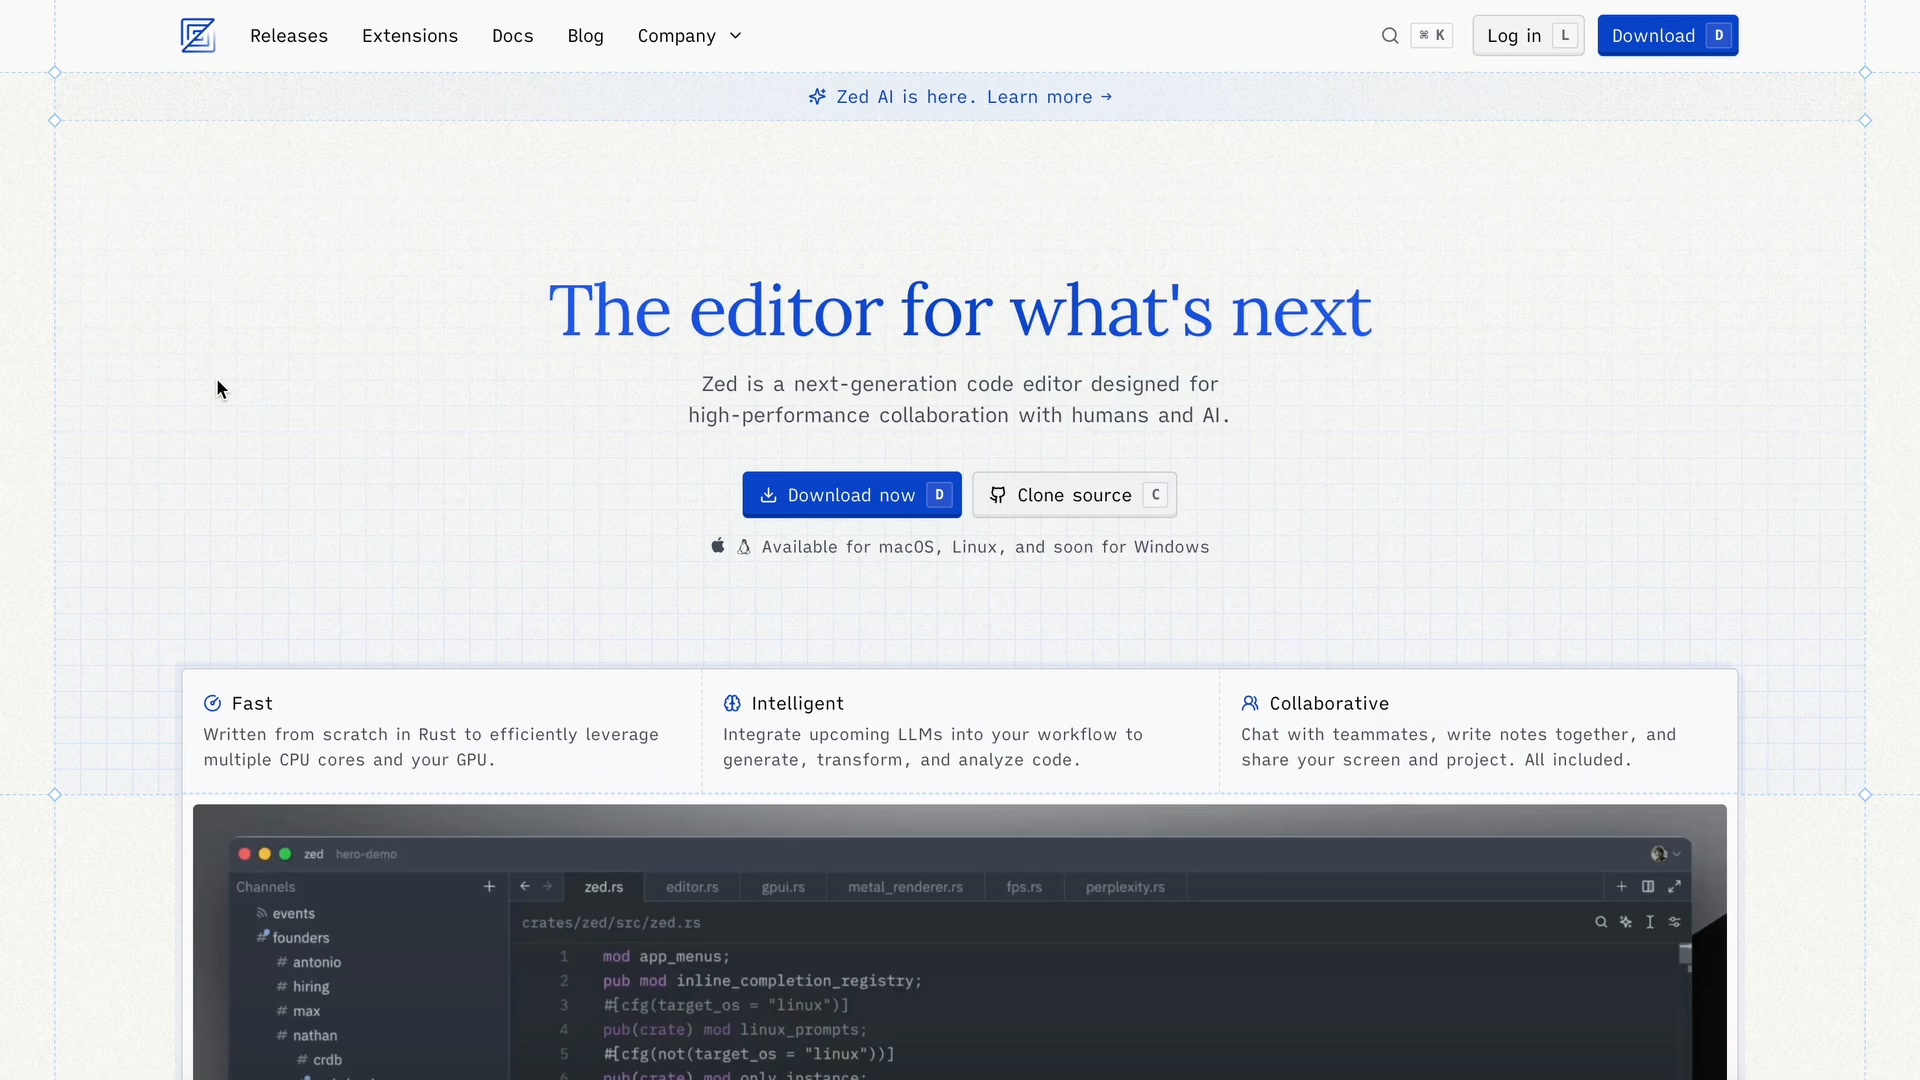 Releases Extensions Docs Blog Company ⌘ K Log in L Download D
Zed AI is here. Learn more →
The editor for what's next
Zed is a next-generation code editor designed for
high-performance collaboration with humans and AI.
Download now D Clone source C
Available for macOS, Linux, and soon for Windows
Fast
Written from scratch in Rust to efficiently leverage
multiple CPU cores and your GPU.
Intelligent
Integrate upcoming LLMs into your workflow to
generate, transform, and analyze code.
Collaborative
Chat with teammates, write notes together, and
share your screen and project. All included.
zed hero-demo
Channels
events
# founders
# antonio
# hiring
# max
# nathan
# crdb
zed.rs editor.rs gpui.rs metal_renderer.rs fps.rs perplexity.rs
crates/zed/src/zed.rs
1 mod app_menus;
2 pub mod inline_completion_registry;
3 #[cfg(target_os = "linux")]
4 pub(crate) mod linux_prompts;
5 #[cfg(not(target_os = "linux"))]
6 pub(crate) mod only_instance;